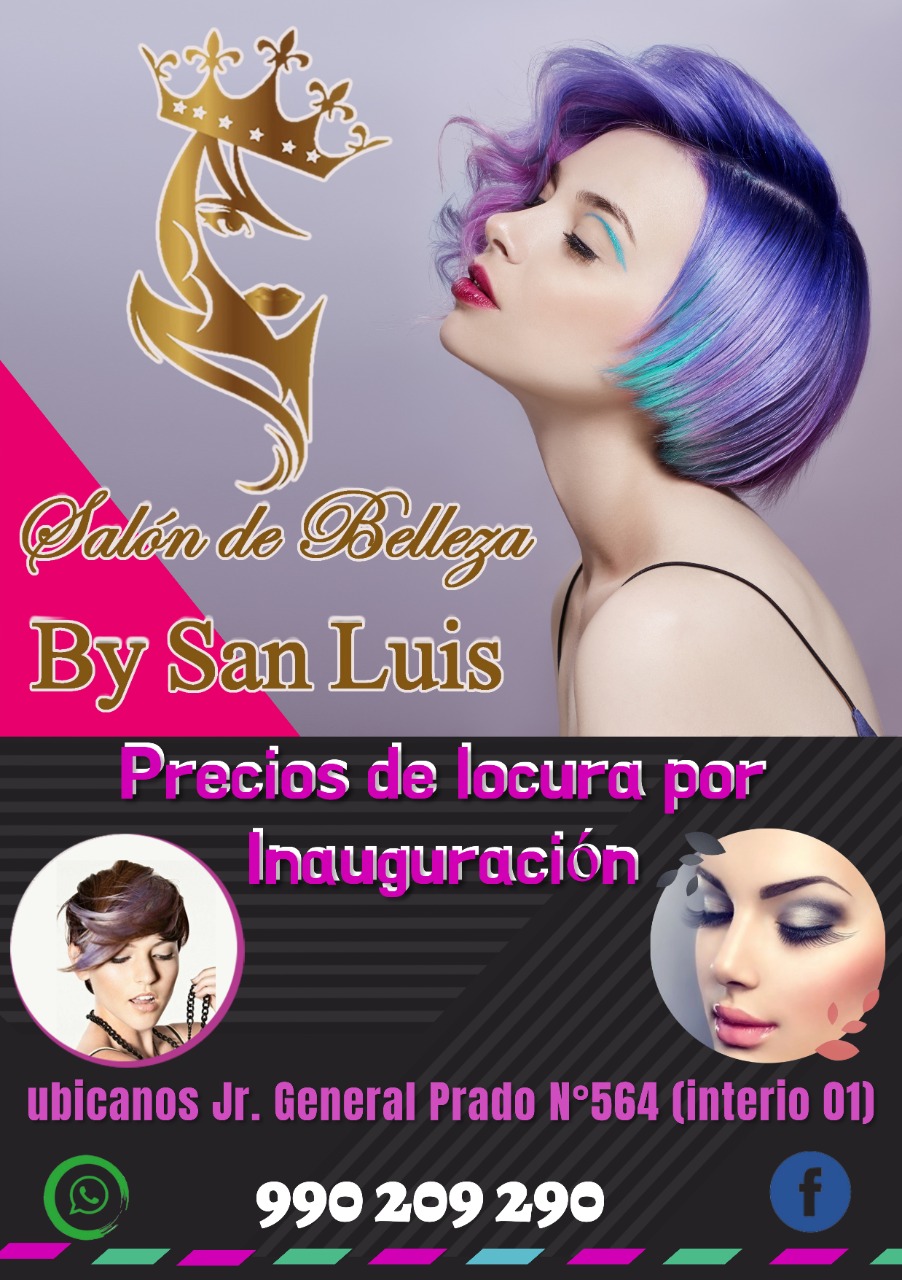 Salón de Belleza
By San Luis
Precios de locura por
Inauguración
ubicanos Jr. General Prado N°564 (interio 01)
990 209 290